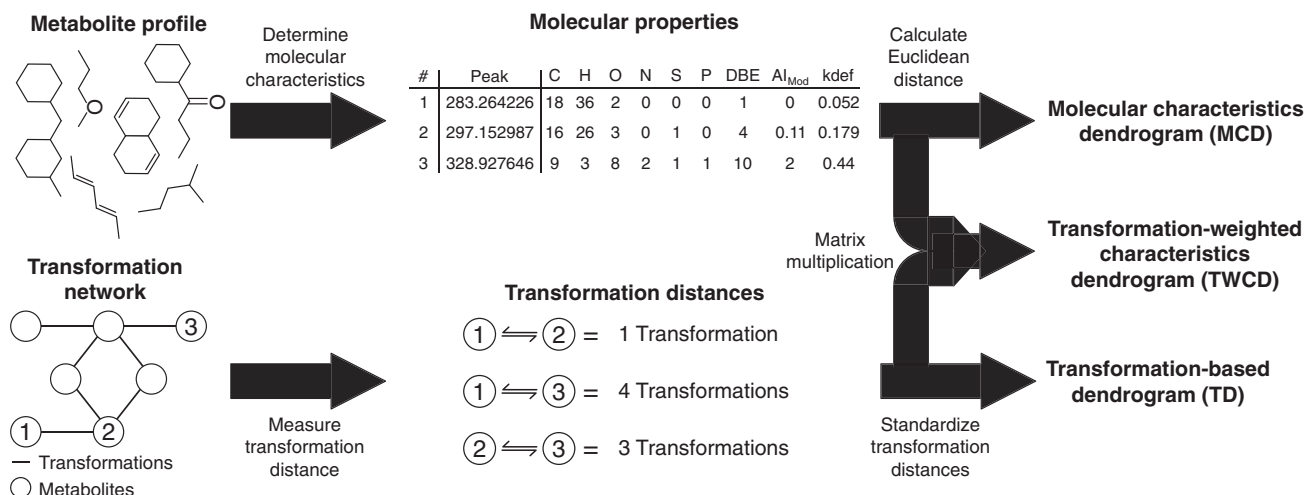 Metabolite profile
O
O
Determine
molecular
characteristics
Molecular properties
# Peak C H O N S P DBE AIMod kdef
1 283.264226 18 36 2 0 0 0 1 0 0.052
2 297.152987 16 26 3 0 1 0 4 0.11 0.179
3 328.927646 9 3 8 2 1 1 10 2 0.44
Calculate
Euclidean
distance
Molecular characteristics
dendrogram (MCD)
Matrix
multiplication
Transformation-weighted
characteristics
dendrogram (TWCD)
Transformation
network
3
1
2
Transformations
Metabolites
Measure
transformation
distance
Transformation distances
1 ⇌ 2 = 1 Transformation
1 ⇌ 3 = 4 Transformations
2 ⇌ 3 = 3 Transformations
Standardize
transformation
distances
Transformation-based
dendrogram (TD)